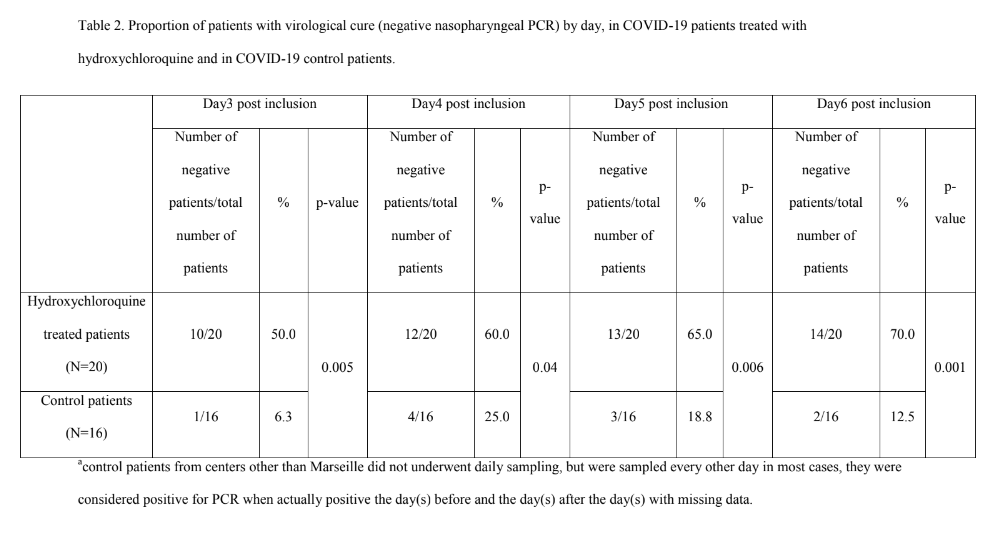 Table 2. Proportion of patients with virological cure (negative nasopharyngeal PCR) by day, in COVID-19 patients treated with
hydroxychloroquine and in COVID-19 control patients.
Day3 post inclusion Day4 post inclusion Day5 post inclusion Day6 post inclusion
Number of negative patients/total number of patients % p-value Number of negative patients/total number of patients % p-value Number of negative patients/total number of patients % p-value Number of negative patients/total number of patients % p-value
Hydroxychloroquine
treated patients 10/20 50.0 12/20 60.0 13/20 65.0 14/20 70.0
(N=20)
0.005 0.04 0.006 0.001
Control patients
1/16 6.3 4/16 25.0 3/16 18.8 2/16 12.5
(N=16)
acontrol patients from centers other than Marseille did not underwent daily sampling, but were sampled every other day in most cases, they were
considered positive for PCR when actually positive the day(s) before and the day(s) after the day(s) with missing data.